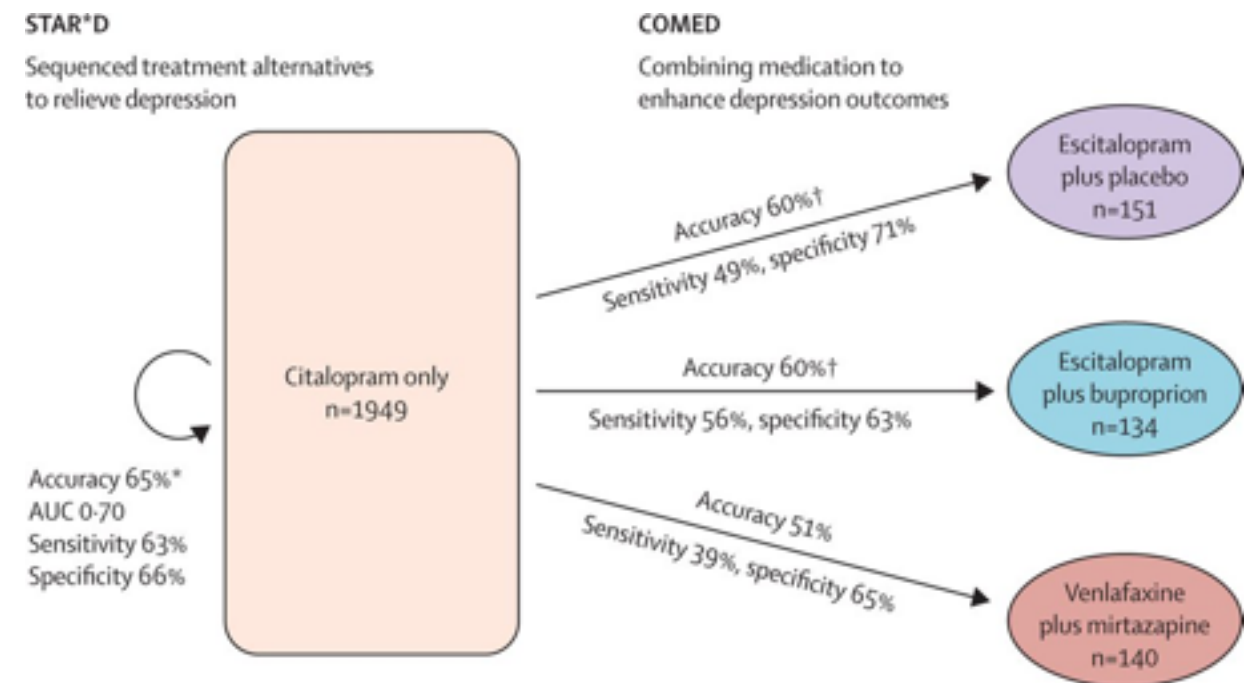 STAR*D
Sequenced treatment alternatives
to relieve depression
COMED
Combining medication to
enhance depression outcomes
Citalopram only
n=1949
Accuracy 65%*
AUC 0·70
Sensitivity 63%
Specificity 66%
Accuracy 60%†
Sensitivity 49%, specificity 71%
Escitalopram
plus placebo
n=151
Accuracy 60%†
Sensitivity 56%, specificity 63%
Escitalopram
plus buproprion
n=134
Accuracy 51%
Sensitivity 39%, specificity 65%
Venlafaxine
plus mirtazapine
n=140